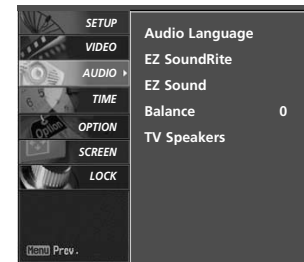 SETUP
VIDEO
AUDIO
TIME
OPTION
SCREEN
LOCK
Menu Prev.
Audio Language
EZ SoundRite
EZ Sound
Balance 0
TV Speakers
Option